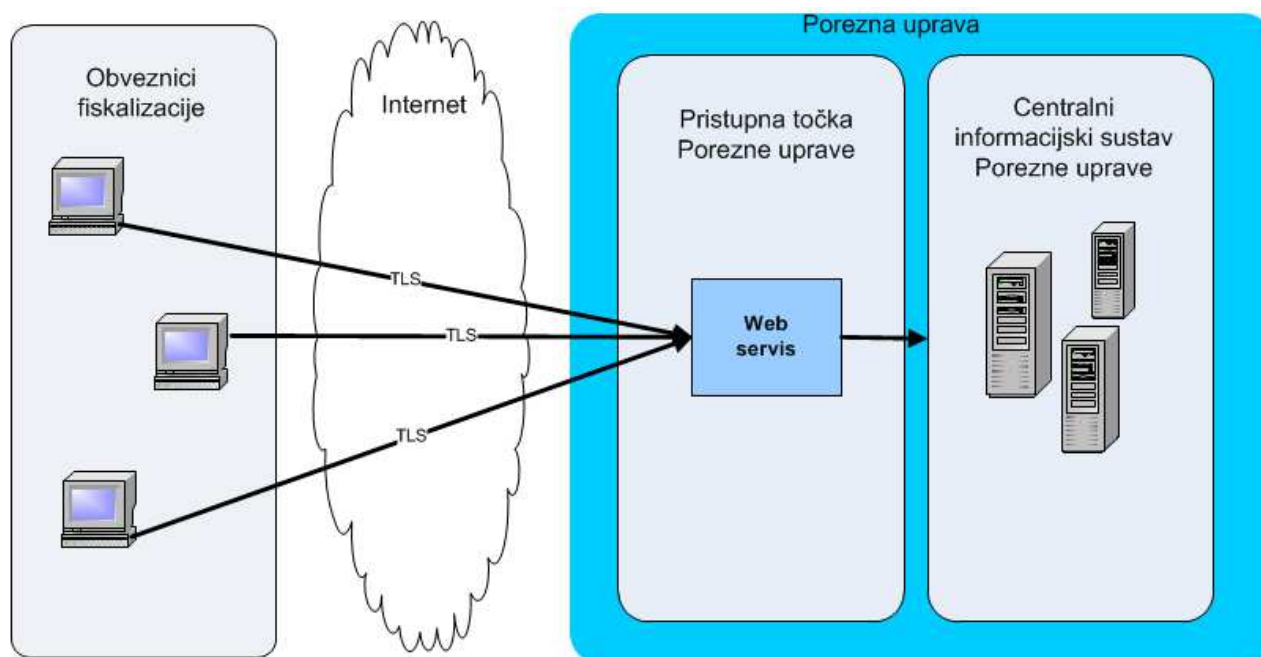 Porezna uprava
Obveznici
fiskalizacije
Internet
Pristupna točka
Porezne uprave
Centralni
informacijski sustav
Porezne uprave
TLS
TLS
TLS
Web
servis